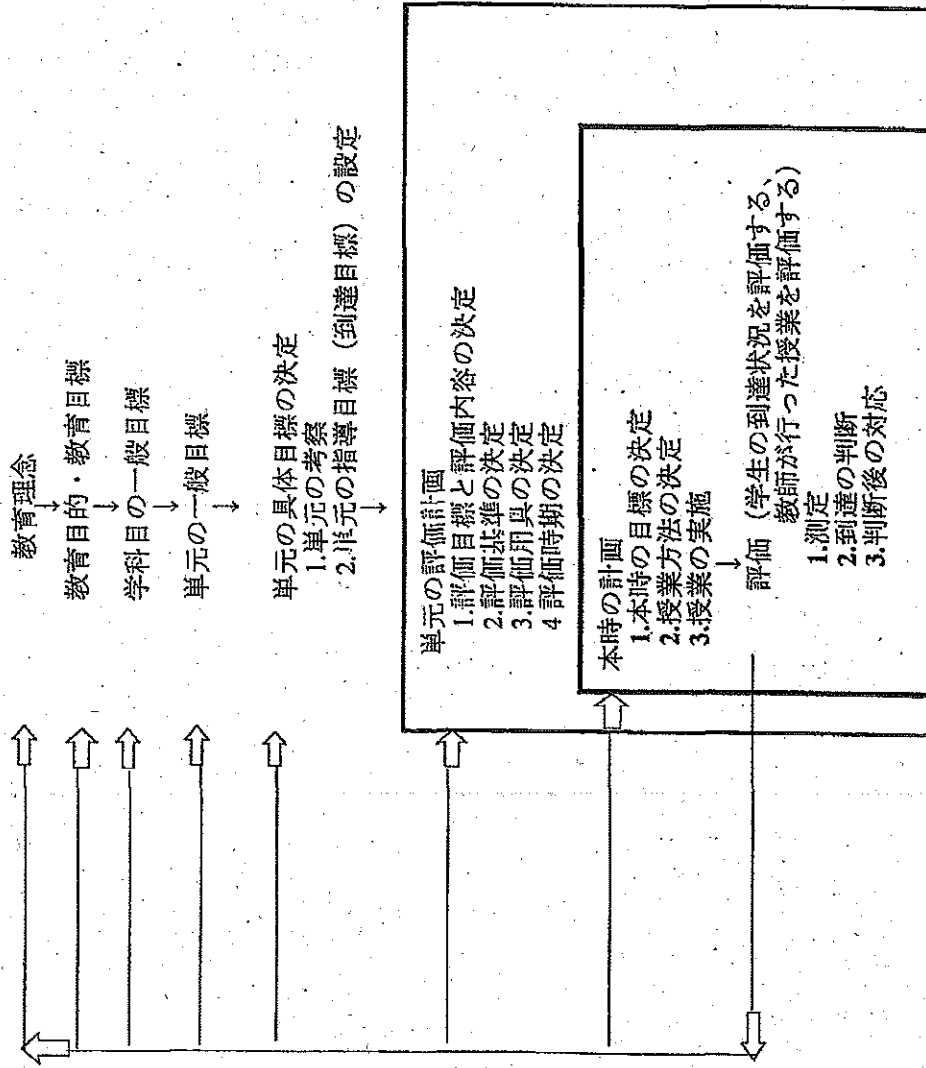 教育理念
教育目的・教育目標
学科目の一般目標
単元の一般目標
単元の具体目標の決定
1.単元の考察
2.単元の指導目標（到達目標）の設定
単元の評価計画
1.評価目標と評価内容の決定
2.評価基準の決定
3.評価用具の決定
4 評価時期の決定
本時の計画
1.本時の目標の決定
2.授業方法の決定
3.授業の実施
評価（学生の到達状況を評価する、
教師が行った授業を評価する）
1.測定
2.到達の判断
3.判断後の対応